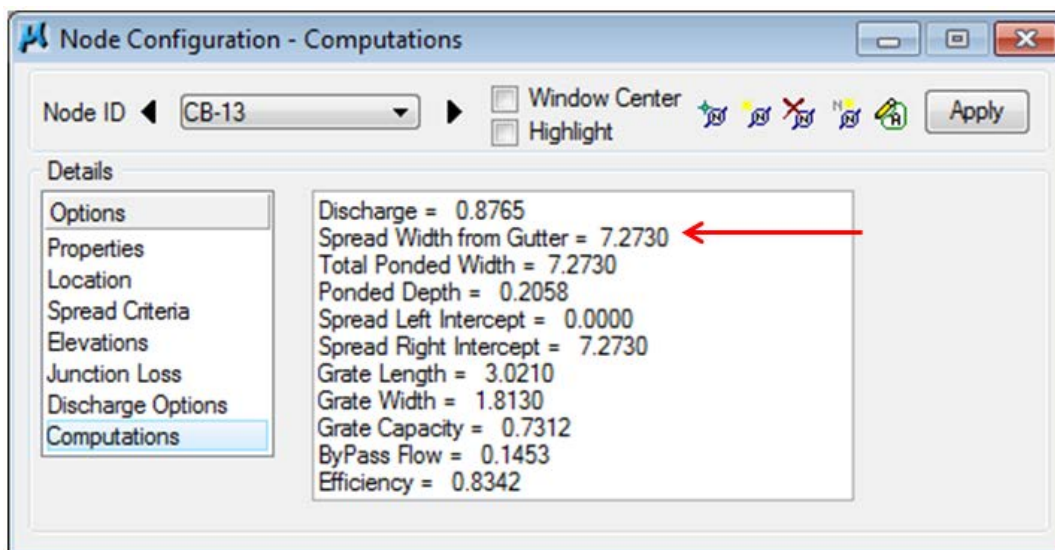 Node Configuration - Computations
Node ID CB-13 Window Center Apply
Highlight
Details
Options
Properties
Location
Spread Criteria
Elevations
Junction Loss
Discharge Options
Computations
Discharge = 0.8765
Spread Width from Gutter = 7.2730
Total Ponded Width = 7.2730
Ponded Depth = 0.2058
Spread Left Intercept = 0.0000
Spread Right Intercept = 7.2730
Grate Length = 3.0210
Grate Width = 1.8130
Grate Capacity = 0.7312
ByPass Flow = 0.1453
Efficiency = 0.8342